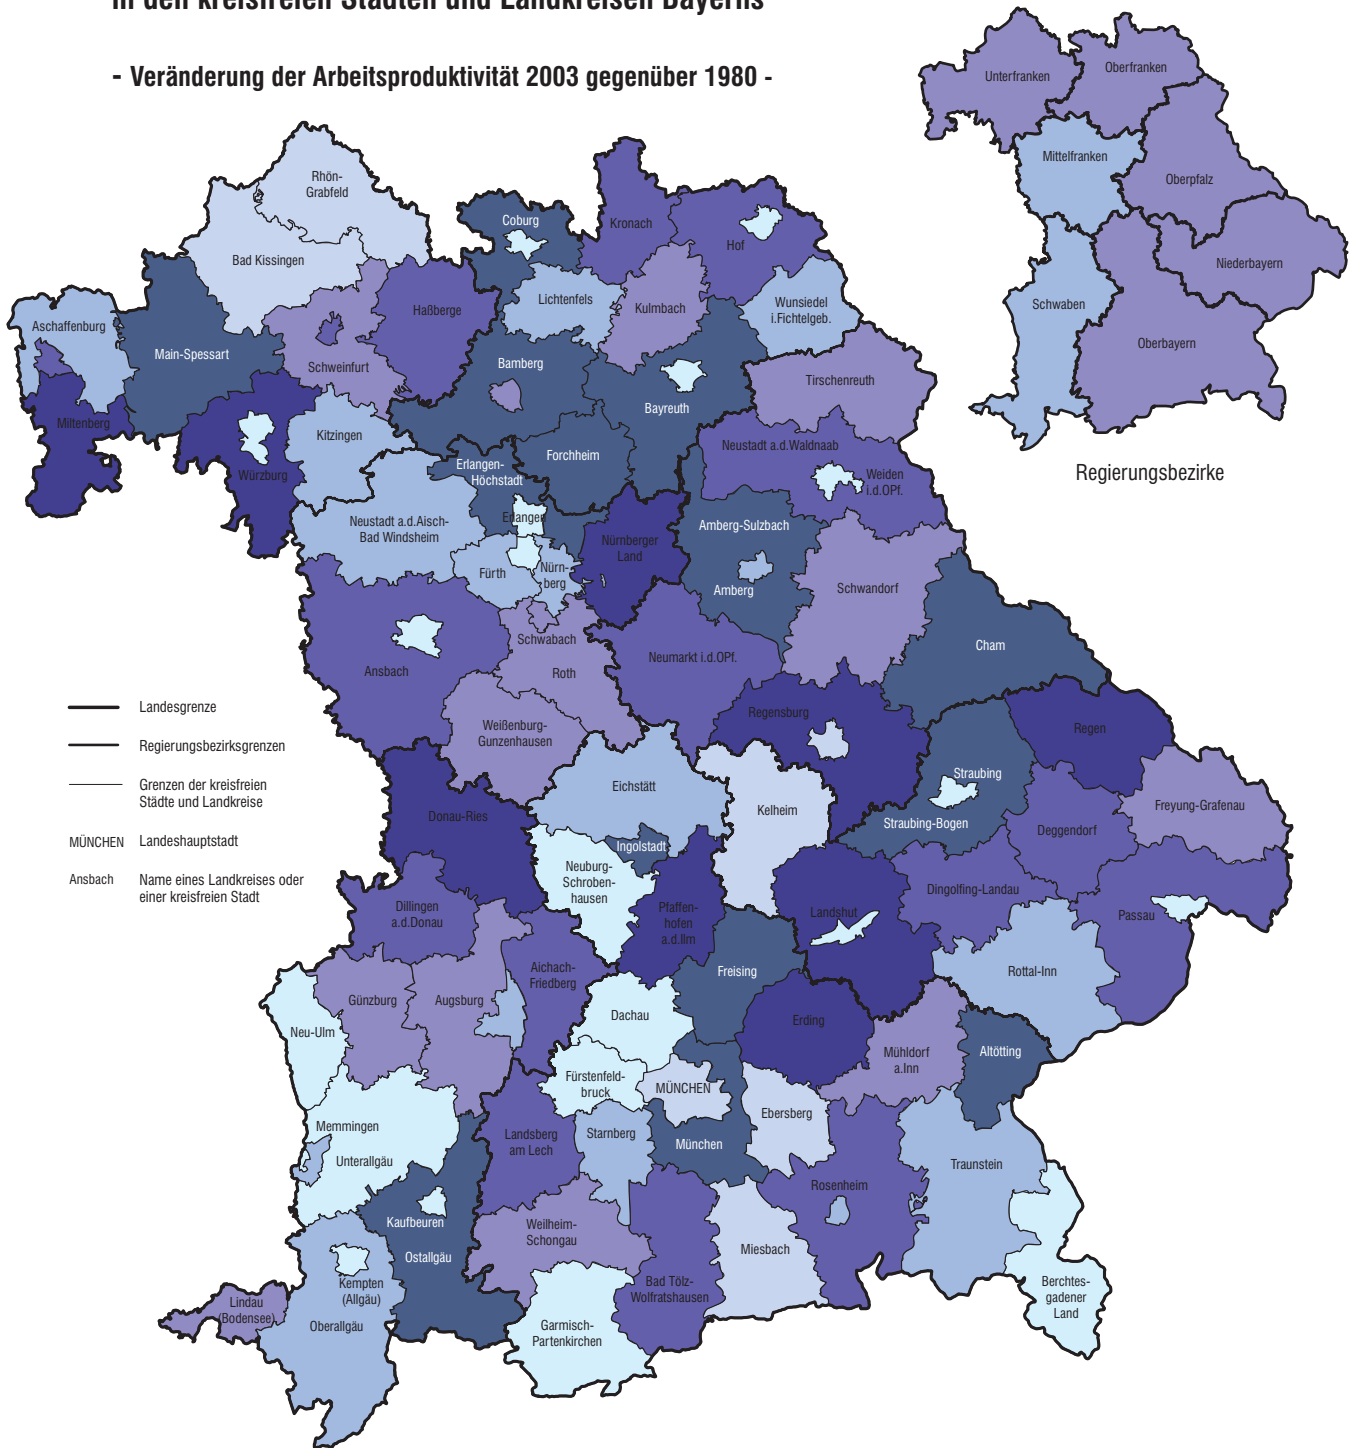 in den kreisfreien Städten und Landkreisen Bayerns
- Veränderung der Arbeitsproduktivität 2003 gegenüber 1980 -
Unterfranken
Oberfranken
Mittelfranken
Oberpfalz
Niederbayern
Schwaben
Oberbayern
Regierungsbezirke
Rhön-
Grabfeld
Bad Kissingen
Coburg
Kronach
Hof
Lichtenfels
Kulmbach
Wunsiedel
i.Fichtelgeb.
Haßberge
Aschaffenburg
Main-Spessart
Schweinfurt
Bamberg
Bayreuth
Tirschenreuth
Miltenberg
Würzburg
Kitzingen
Erlangen-
Höchstadt
Forchheim
Neustadt a.d.Waldnaab
Weiden
i.d.OPf.
Neustadt a.d.Aisch-
Bad Windsheim
Erlangen
Fürth
Nürn-
berg
Nürnberger
Land
Amberg-Sulzbach
Amberg
Schwandorf
Cham
Ansbach
Schwabach
Roth
Neumarkt i.d.OPf.
Weißenburg-
Gunzenhausen
Regensburg
Regen
Landesgrenze
Regierungsbezirksgrenzen
Grenzen der kreisfreien
Städte und Landkreise
MÜNCHEN
Landeshauptstadt
Ansbach
Name eines Landkreises oder
einer kreisfreien Stadt
Eichstätt
Kelheim
Straubing
Straubing-Bogen
Deggendorf
Freyung-Grafenau
Donau-Ries
Ingolstadt
Neuburg-
Schroben-
hausen
Pfaffen-
hofen
a.d.Ilm
Landshut
Dingolfing-Landau
Passau
Dillingen
a.d.Donau
Aichach-
Friedberg
Freising
Rottal-Inn
Neu-Ulm
Günzburg
Augsburg
Dachau
Erding
Mühldorf
a.Inn
Altötting
Fürstenfeld-
bruck
MÜNCHEN
Ebersberg
Memmingen
Unterallgäu
Landsberg
am Lech
Starnberg
München
Traunstein
Rosenheim
Kaufbeuren
Ostallgäu
Weilheim-
Schongau
Miesbach
Kempten
(Allgäu)
Bad Tölz-
Wolfratshausen
Berchtes-
gadener
Land
Lindau
(Bodensee)
Oberallgäu
Garmisch-
Partenkirchen